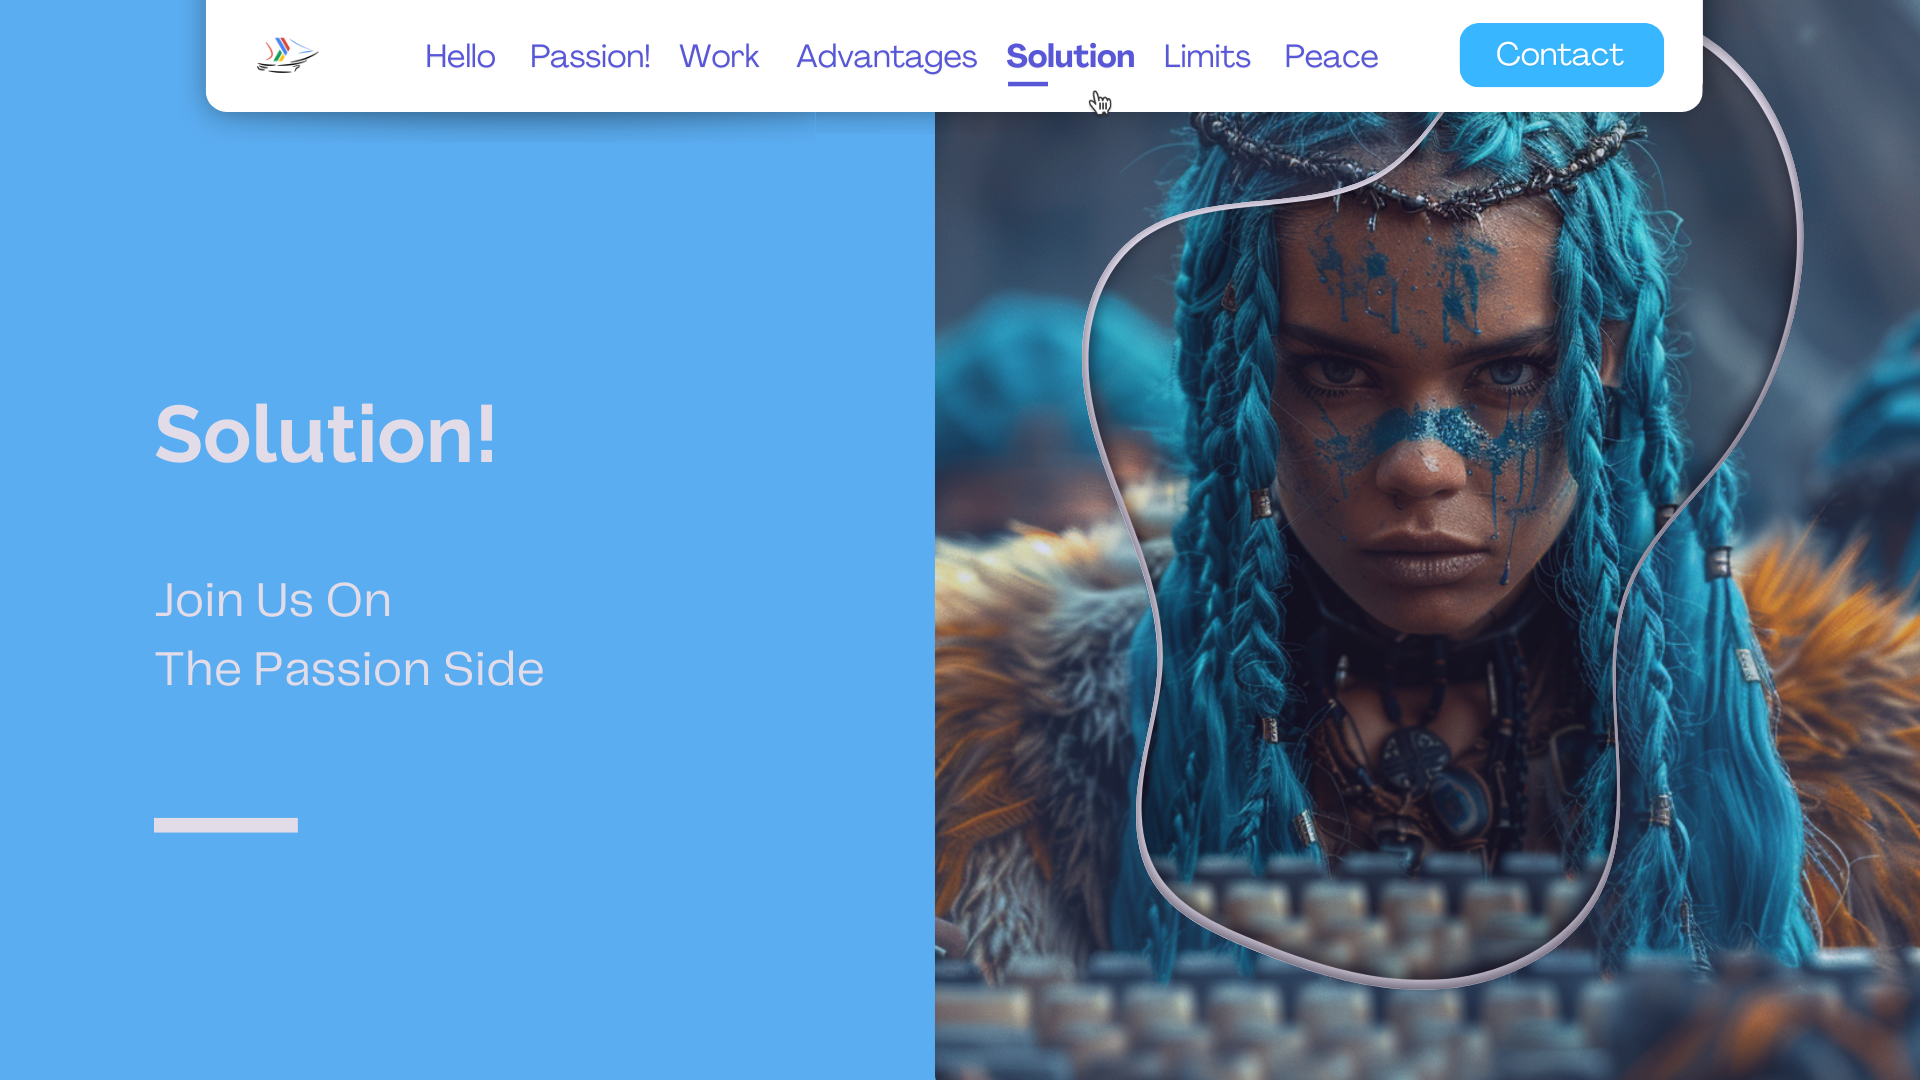 Hello Passion! Work Advantages Solution Limits Peace Contact
Solution!
Join Us On
The Passion Side